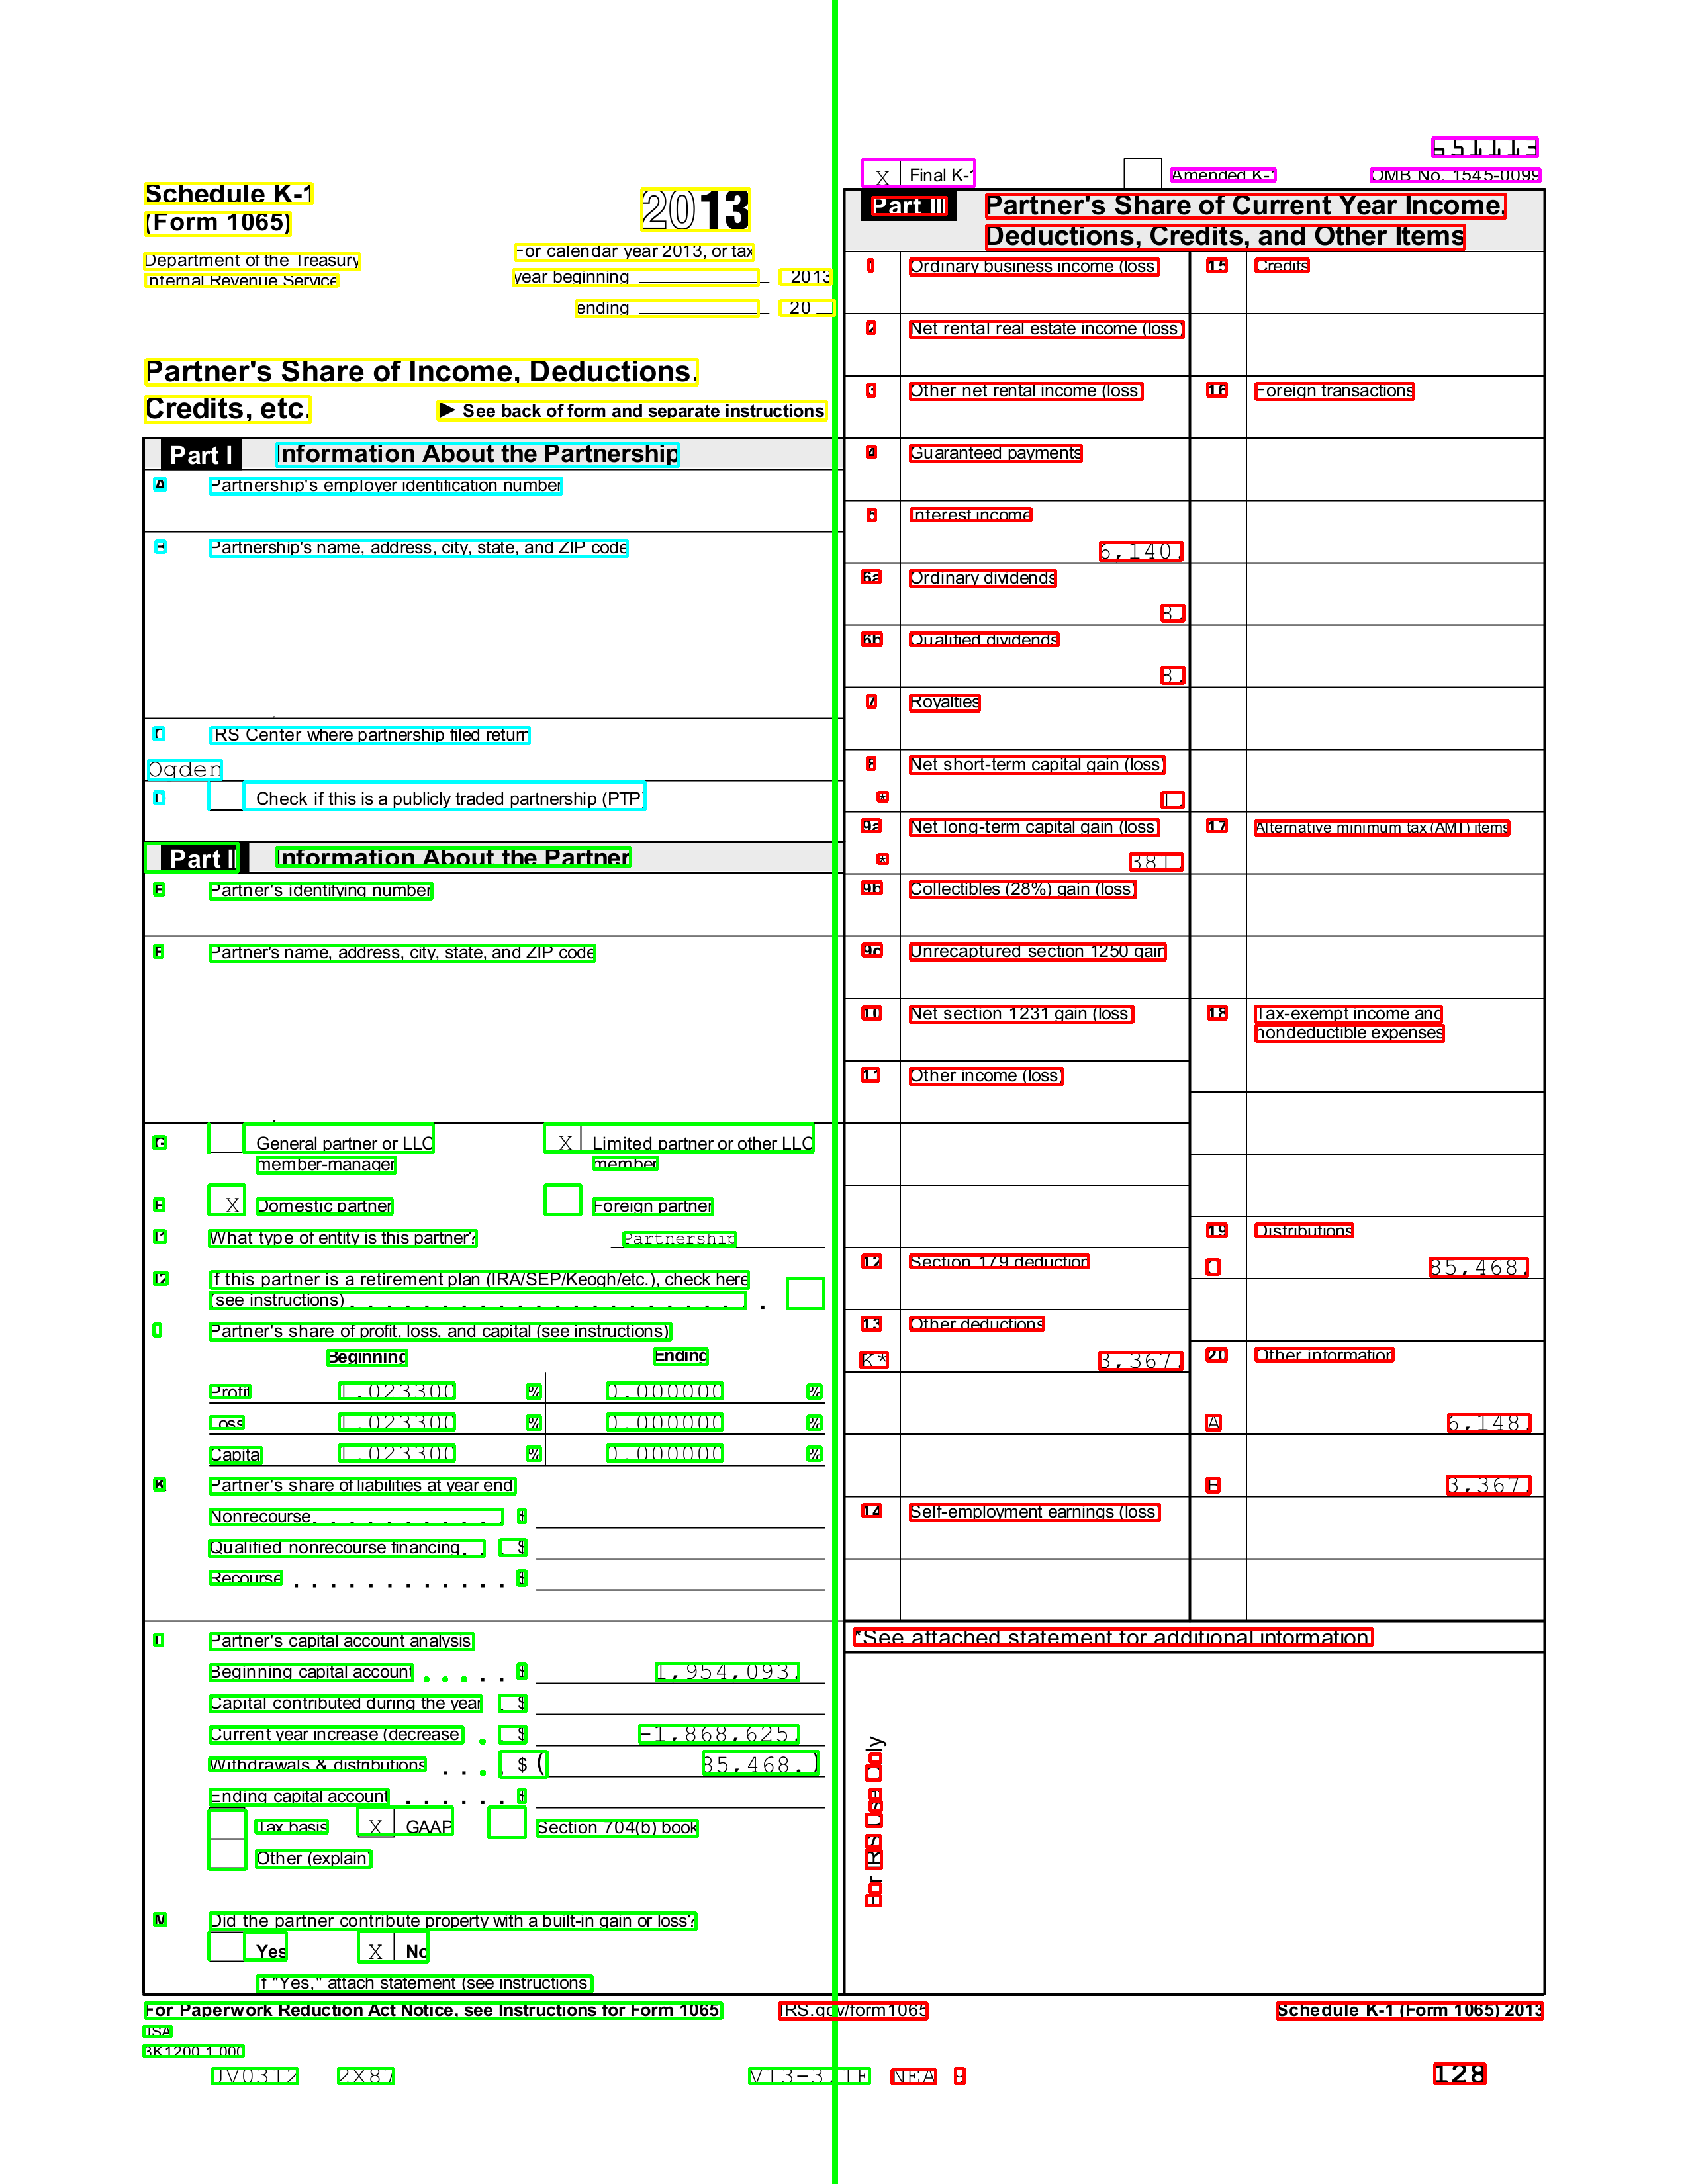 Schedule K-1
(Form 1065)
2013
Department of the Treasury
Internal Revenue Service
For calendar year 2013, or tax
year beginning 2013
ending 20
Partner's Share of Income, Deductions,
Credits, etc.
► See back of form and separate instructions
Part I Information About the Partnership
A Partnership's employer identification number
B Partnership's name, address, city, state, and ZIP code
C IRS Center where partnership filed return
Ogden
D Check if this is a publicly traded partnership (PTP)
Part II Information About the Partner
E Partner's identifying number
F Partner's name, address, city, state, and ZIP code
G General partner or LLC X Limited partner or other LLC
member-manager member
H X Domestic partner Foreign partner
I1 What type of entity is this partner? Partnership
I2 If this partner is a retirement plan (IRA/SEP/Keogh/etc.), check here
(see instructions) . . . . . . . . . . . . . . . . . . . . . . .
J Partner's share of profit, loss, and capital (see instructions)
Beginning Ending
Profit 1.023300 % 0.000000 %
Loss 1.023300 % 0.000000 %
Capital 1.023300 % 0.000000 %
K Partner's share of liabilities at year end
Nonrecourse . . . . . . . . . . . $
Qualified nonrecourse financing . . $
Recourse . . . . . . . . . . . . $
L Partner's capital account analysis
Beginning capital account . . . . . $ 1,954,093.
Capital contributed during the year . $
Current year increase (decrease) . . $ -1,868,625.
Withdrawals & distributions . . . . $ ( 85,468. )
Ending capital account . . . . . . $
Tax basis X GAAP Section 704(b) book
Other (explain)
M Did the partner contribute property with a built-in gain or loss?
Yes X No
If "Yes," attach statement (see instructions)
651113
X Final K-1 Amended K-1 OMB No. 1545-0099
Part III Partner's Share of Current Year Income,
Deductions, Credits, and Other Items
1 Ordinary business income (loss)
15 Credits
2 Net rental real estate income (loss)
3 Other net rental income (loss)
16 Foreign transactions
4 Guaranteed payments
5 Interest income
6,140.
6a Ordinary dividends
8.
6b Qualified dividends
8.
7 Royalties
8 Net short-term capital gain (loss)
*
9a Net long-term capital gain (loss)
17 Alternative minimum tax (AMT) items
* 381.
9b Collectibles (28%) gain (loss)
9c Unrecaptured section 1250 gain
10 Net section 1231 gain (loss)
18 Tax-exempt income and
nondeductible expenses
11 Other income (loss)
19 Distributions
12 Section 179 deduction
85,468.
13 Other deductions
K* 3,367.
20 Other information
A 6,148.
B 3,367.
14 Self-employment earnings (loss)
*See attached statement for additional information.
For IRS Use Only
For Paperwork Reduction Act Notice, see Instructions for Form 1065. IRS.gov/form1065 Schedule K-1 (Form 1065) 2013
JSA
3K1200 1.000
JV0312 2X87 NEA 9 128